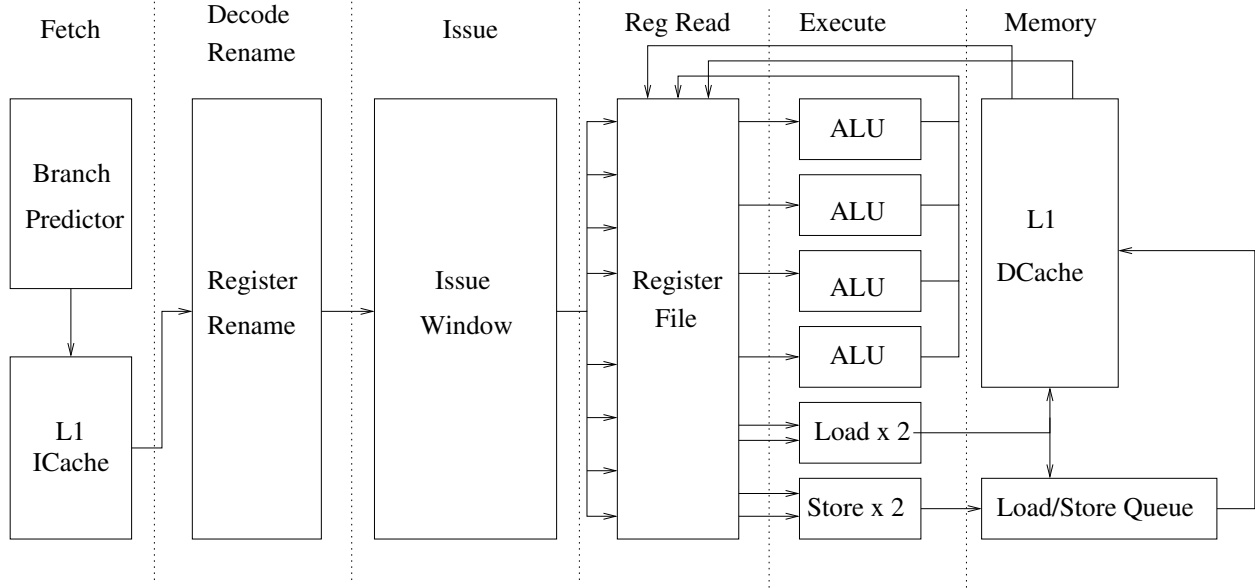 Fetch
Decode
Rename
Issue
Reg Read
Execute
Memory
Branch
Predictor
L1
ICache
Register
Rename
Issue
Window
Register
File
ALU
ALU
ALU
ALU
Load x 2
Store x 2
L1
DCache
Load/Store Queue